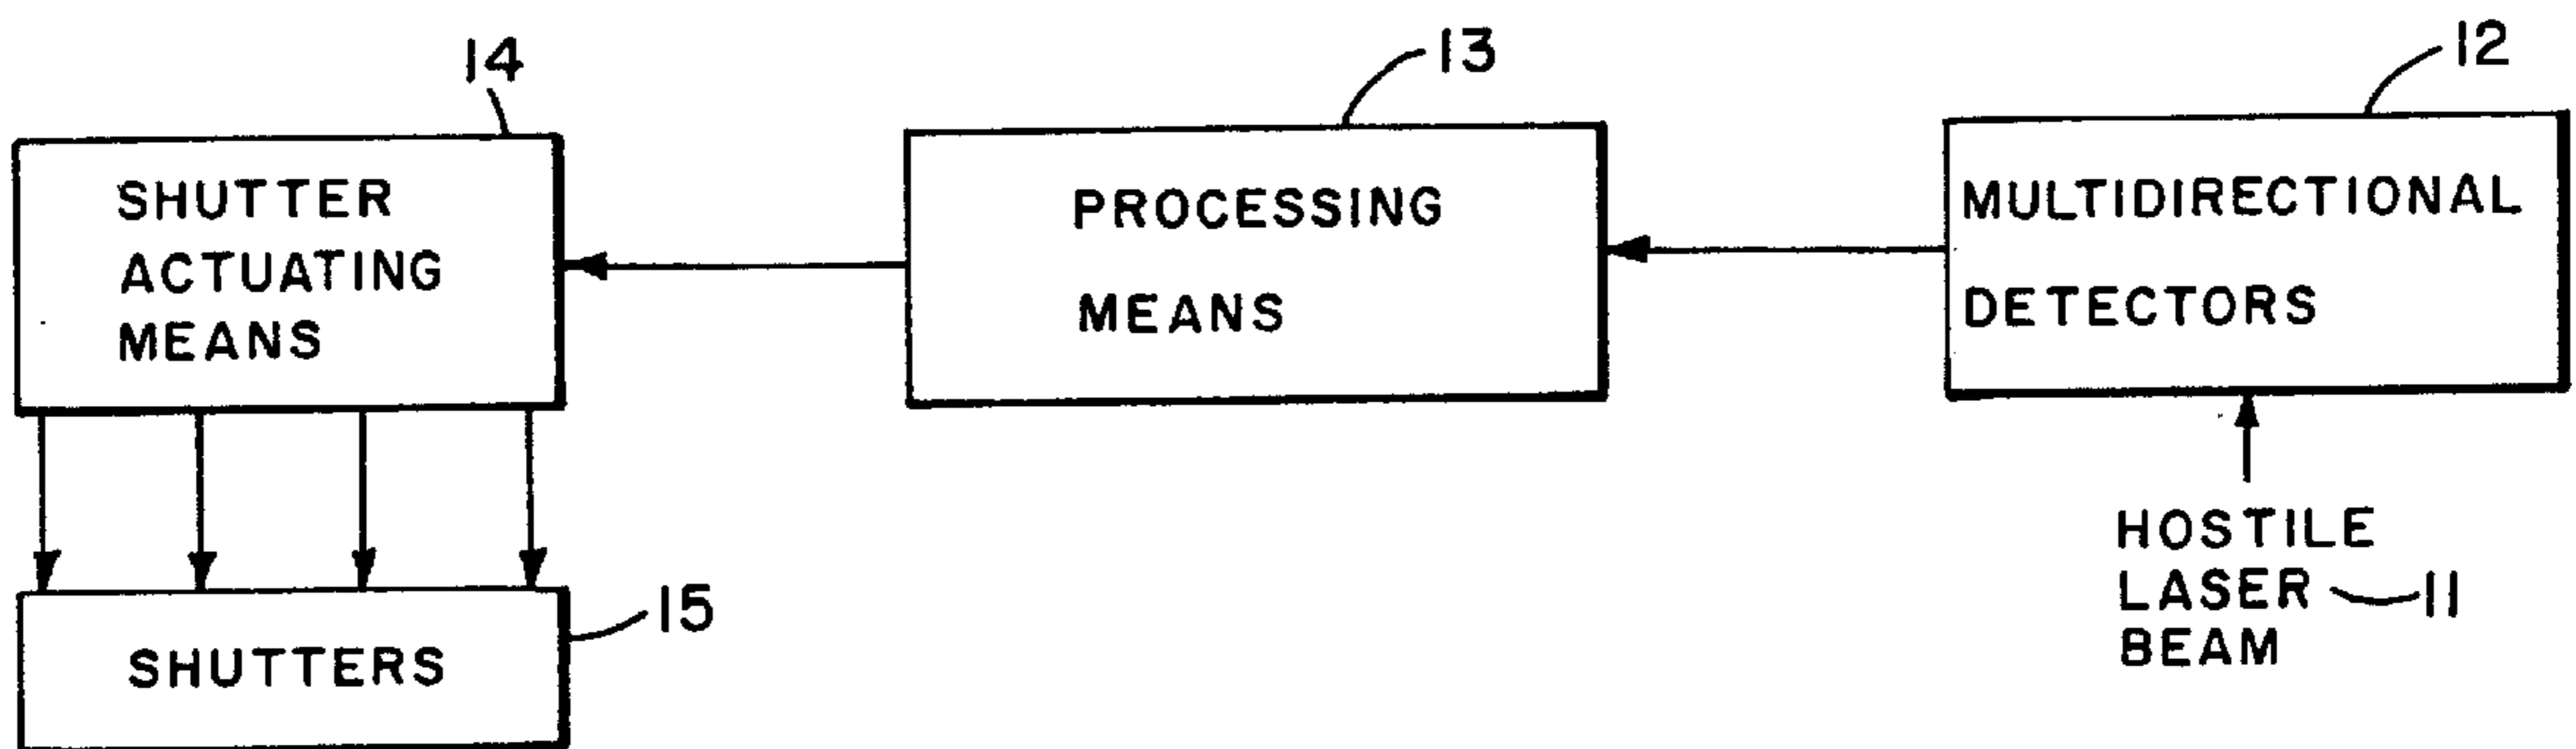 14
13
12
SHUTTER
ACTUATING
MEANS
PROCESSING
MEANS
MULTIDIRECTIONAL
DETECTORS
HOSTILE
LASER 11
BEAM
15
SHUTTERS